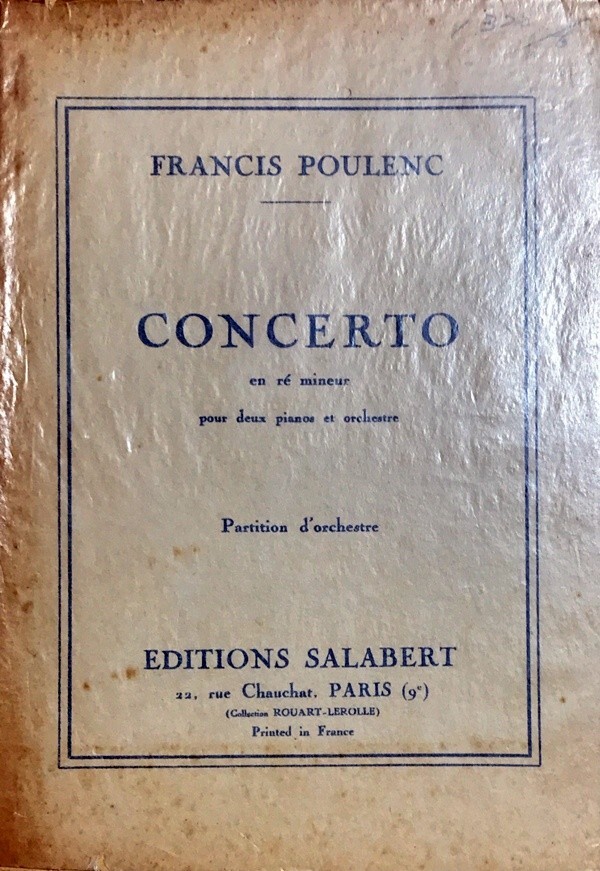 FRANCIS POULENC
CONCERTO
en ré mineur
pour deux pianos et orchestre
Partition d'orchestre
EDITIONS SALABERT
22, rue Chauchat, PARIS (9ᵉ)
(Collection ROUART-LEROLLE)
Printed in France